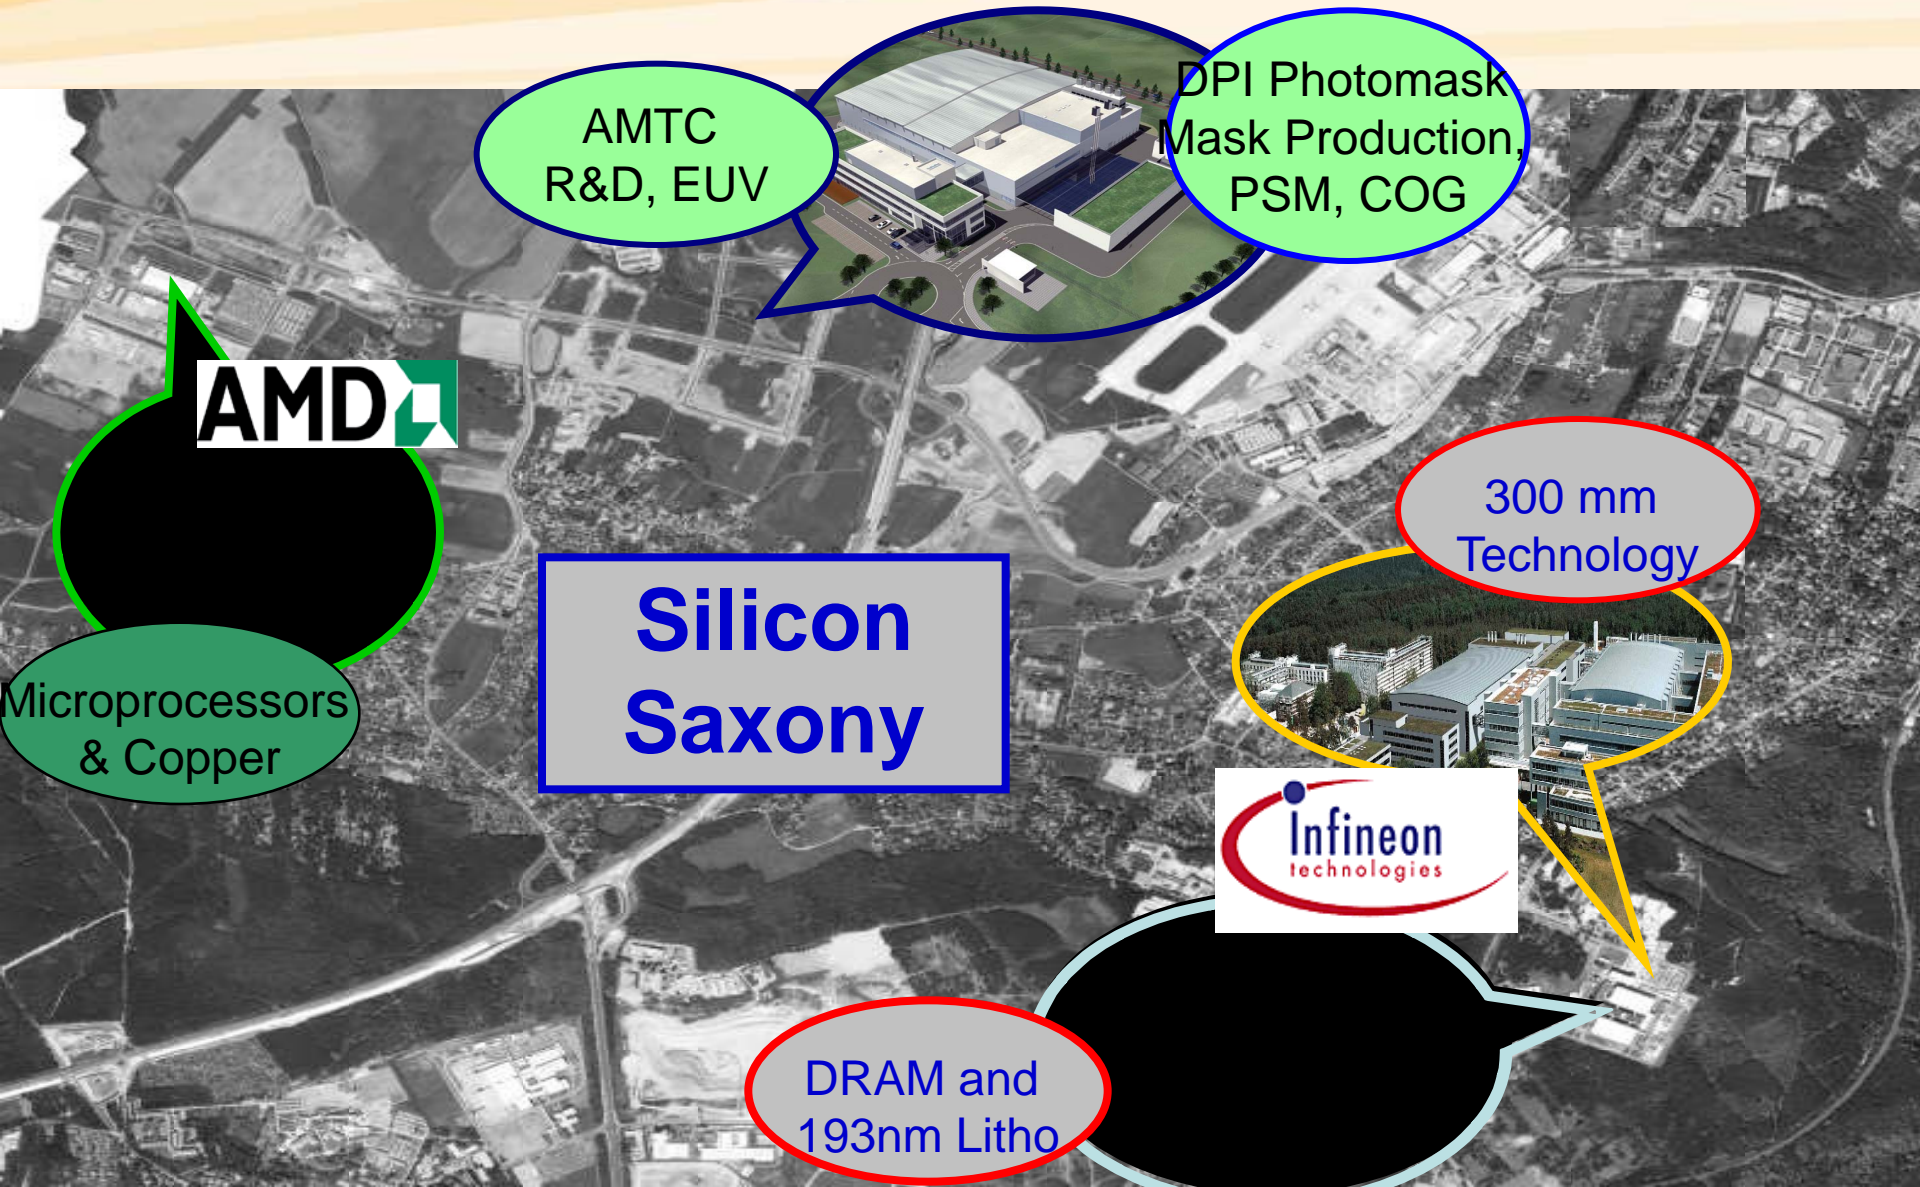 AMTC
R&D, EUV
DPI Photomask
Mask Production,
PSM, COG
AMD
300 mm
Technology
Silicon
Saxony
Microprocessors
& Copper
Infineon
technologies
DRAM and
193nm Litho